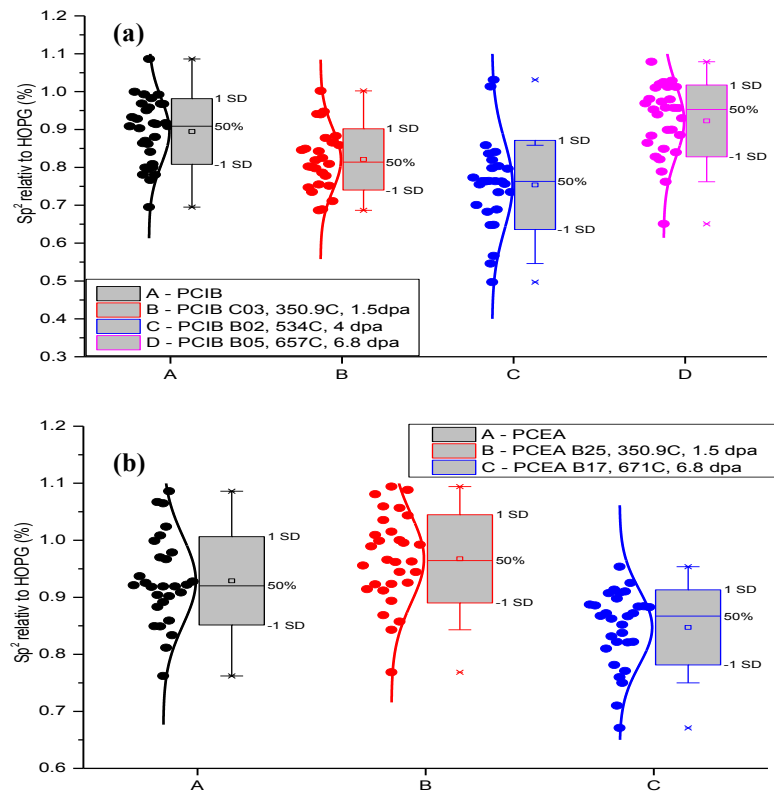 (a)
Sp² relativ to HOPG (%)
1.2
1.1
1.0
0.9
0.8
0.7
0.6
0.5
0.4
0.3
1 SD
50%
-1 SD
1 SD
50%
-1 SD
1 SD
50%
-1 SD
1 SD
50%
-1 SD
A - PCIB
B - PCIB C03, 350.9C, 1.5dpa
C - PCIB B02, 534C, 4 dpa
D - PCIB B05, 657C, 6.8 dpa
A B C D
(b)
Sp² relativ to HOPG (%)
1.2
1.1
1.0
0.9
0.8
0.7
0.6
A - PCEA
B - PCEA B25, 350.9C, 1.5 dpa
C - PCEA B17, 671C, 6.8 dpa
1 SD
50%
-1 SD
1 SD
50%
-1 SD
1 SD
50%
-1 SD
A B C